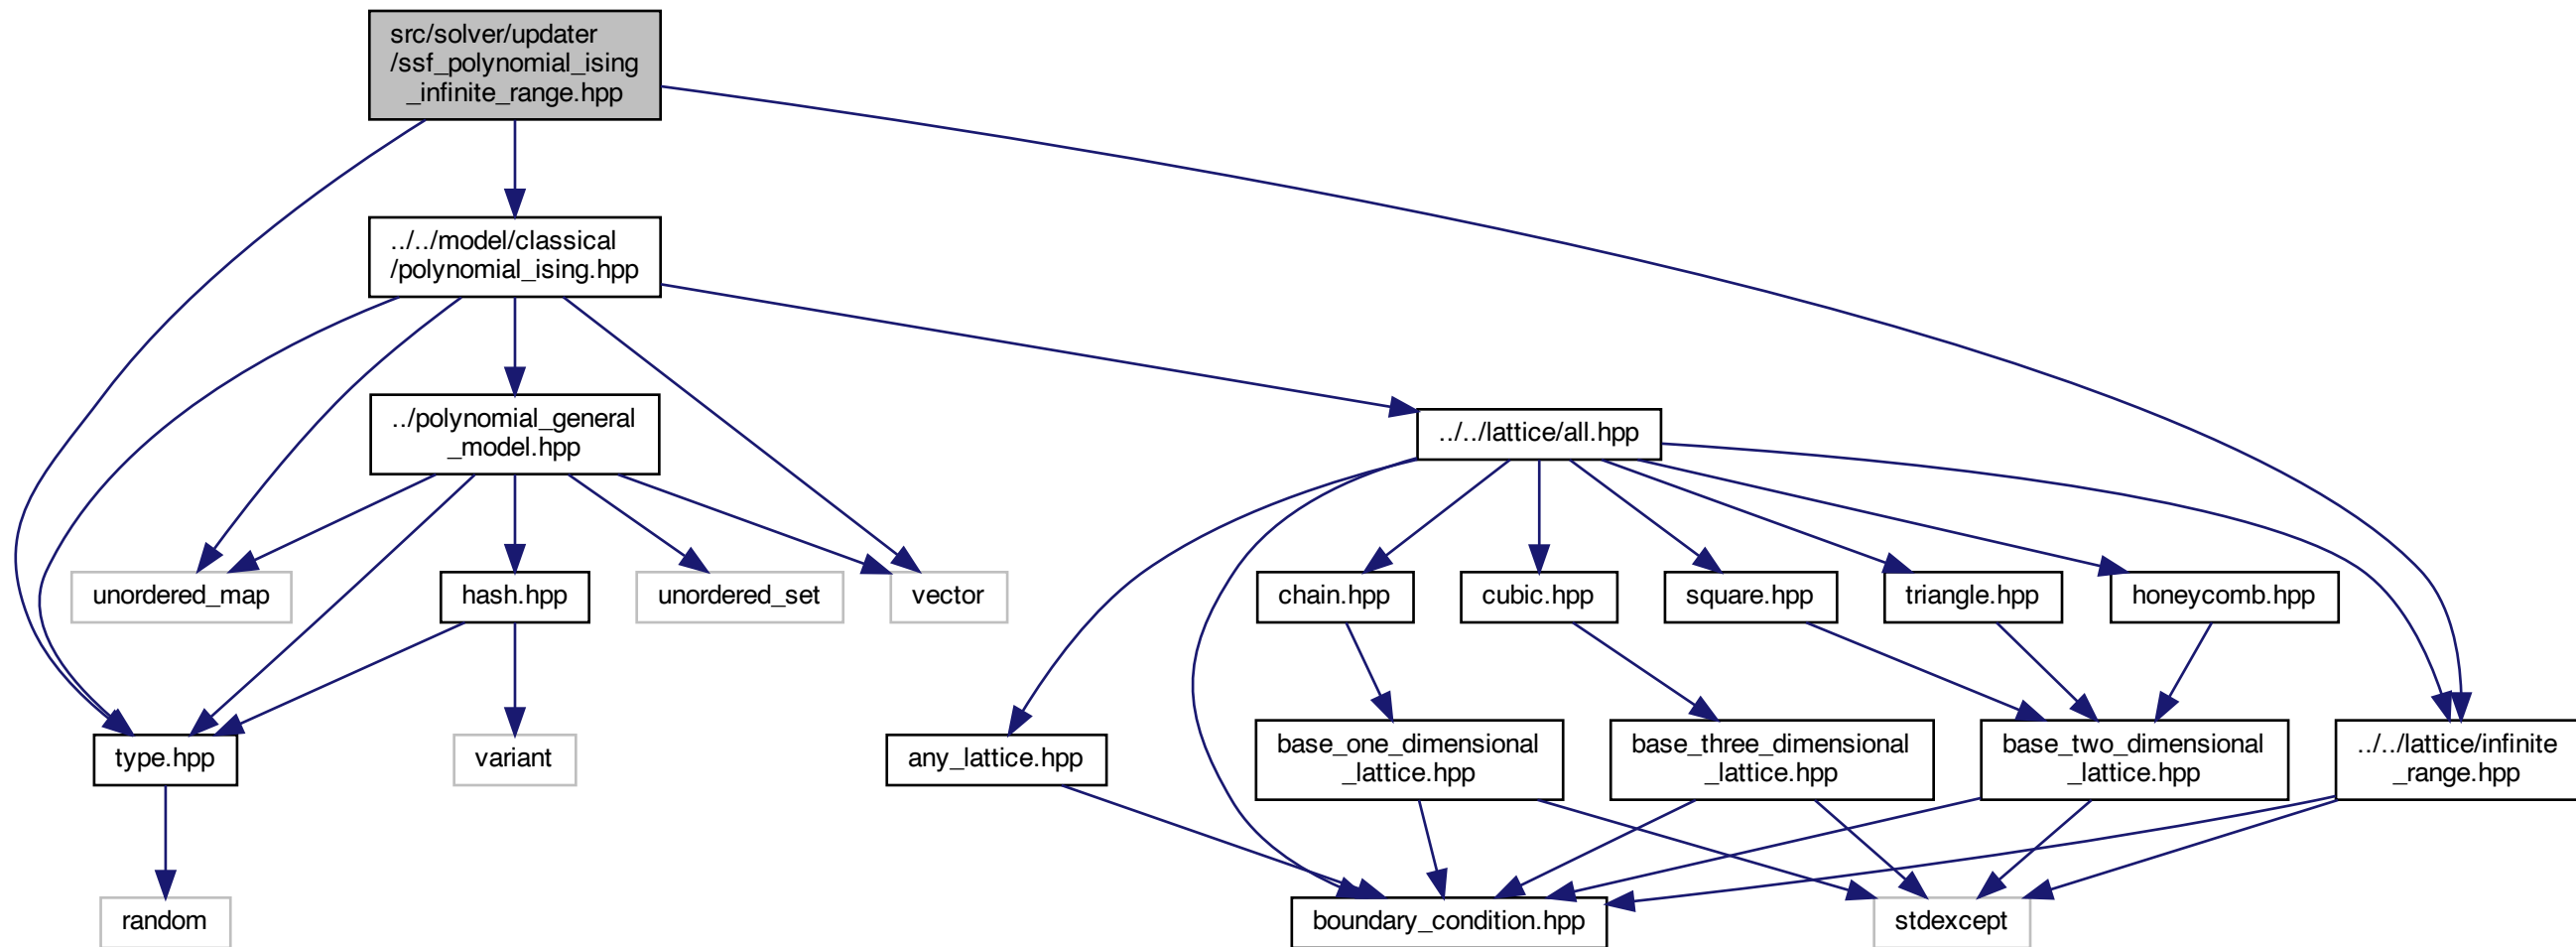 src/solver/updater
/ssf_polynomial_ising
_infinite_range.hpp
../../model/classical
/polynomial_ising.hpp
../polynomial_general
_model.hpp
../../lattice/all.hpp
unordered_map
hash.hpp
unordered_set
vector
chain.hpp
cubic.hpp
square.hpp
triangle.hpp
honeycomb.hpp
type.hpp
variant
any_lattice.hpp
base_one_dimensional
_lattice.hpp
base_three_dimensional
_lattice.hpp
base_two_dimensional
_lattice.hpp
../../lattice/infinite
_range.hpp
random
boundary_condition.hpp
stdexcept